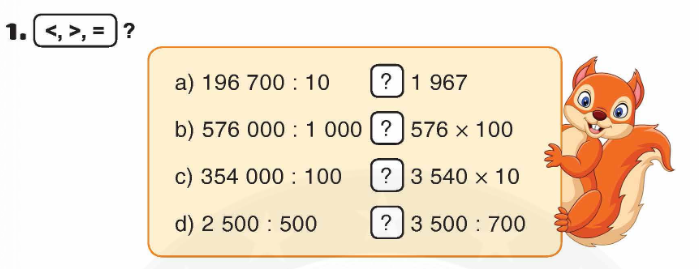 1. <, >, = ?
a) 196 700 : 10 ? 1 967
b) 576 000 : 1 000 ? 576 × 100
c) 354 000 : 100 ? 3 540 × 10
d) 2 500 : 500 ? 3 500 : 700